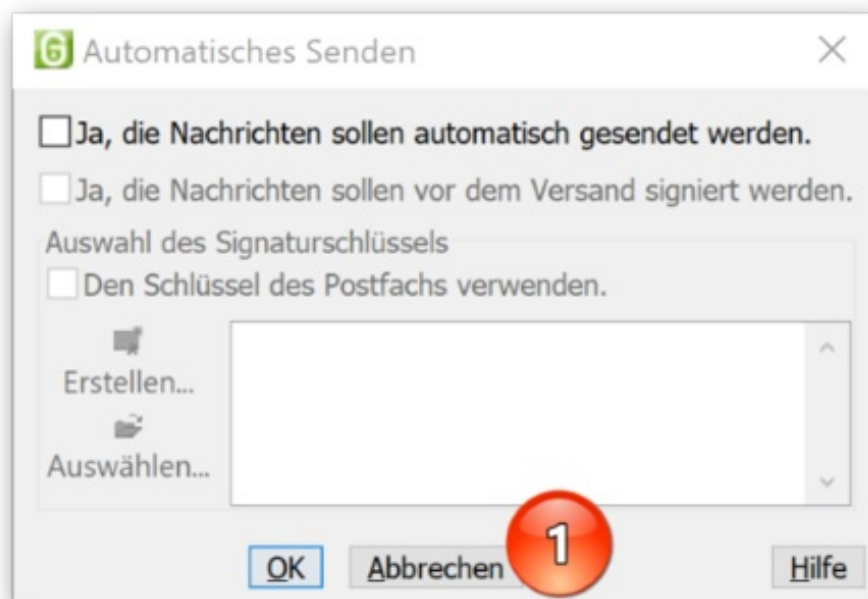 G Automatisches Senden
Ja, die Nachrichten sollen automatisch gesendet werden.
Ja, die Nachrichten sollen vor dem Versand signiert werden.
Auswahl des Signaturschlüssels
Den Schlüssel des Postfachs verwenden.
Erstellen...
Auswählen...
OK Abbrechen 1 Hilfe